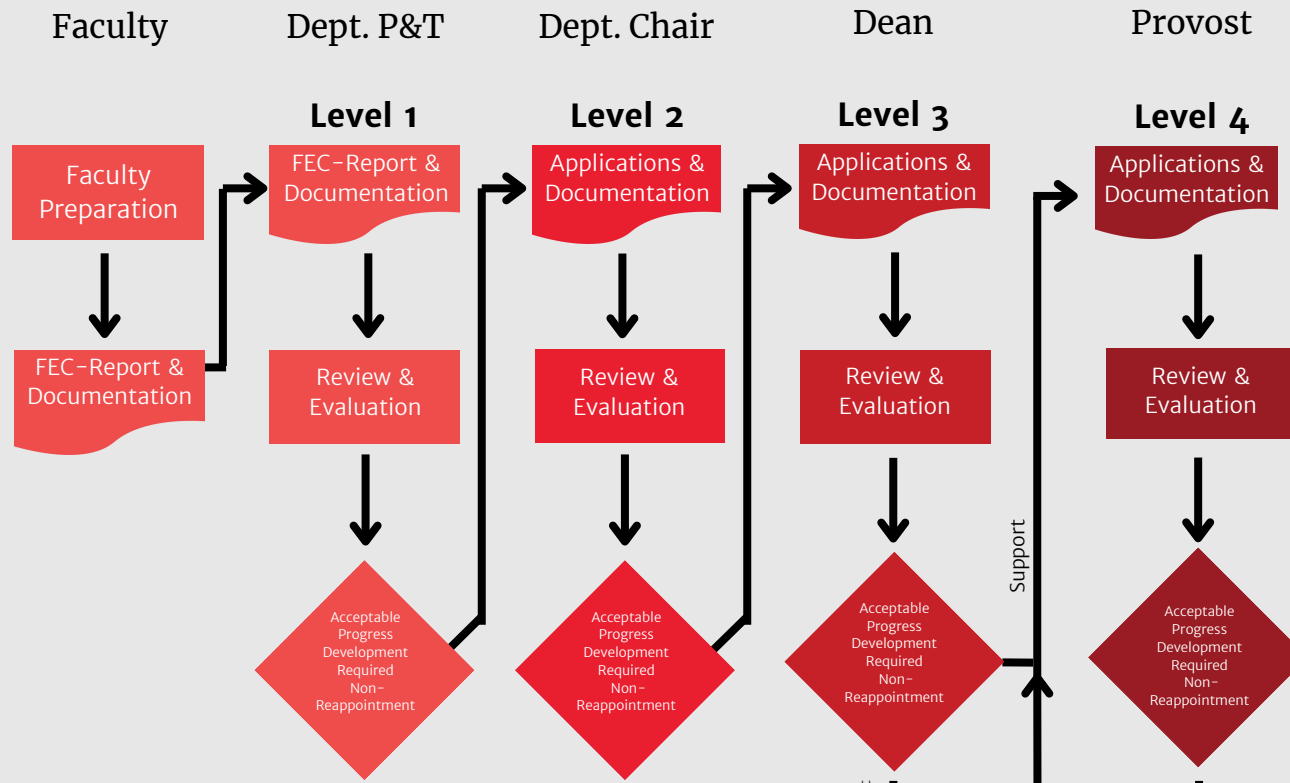 Faculty
Dept. P&T
Dept. Chair
Dean
Provost
Level 1
Level 2
Level 3
Level 4
Faculty
Preparation
FEC-Report &
Documentation
FEC-Report &
Documentation
Review &
Evaluation
Acceptable
Progress
Development
Required
Non-
Reappointment
Applications &
Documentation
Review &
Evaluation
Acceptable
Progress
Development
Required
Non-
Reappointment
Applications &
Documentation
Review &
Evaluation
Acceptable
Progress
Development
Required
Non-
Reappointment
Support
Applications &
Documentation
Review &
Evaluation
Acceptable
Progress
Development
Required
Non-
Reappointment